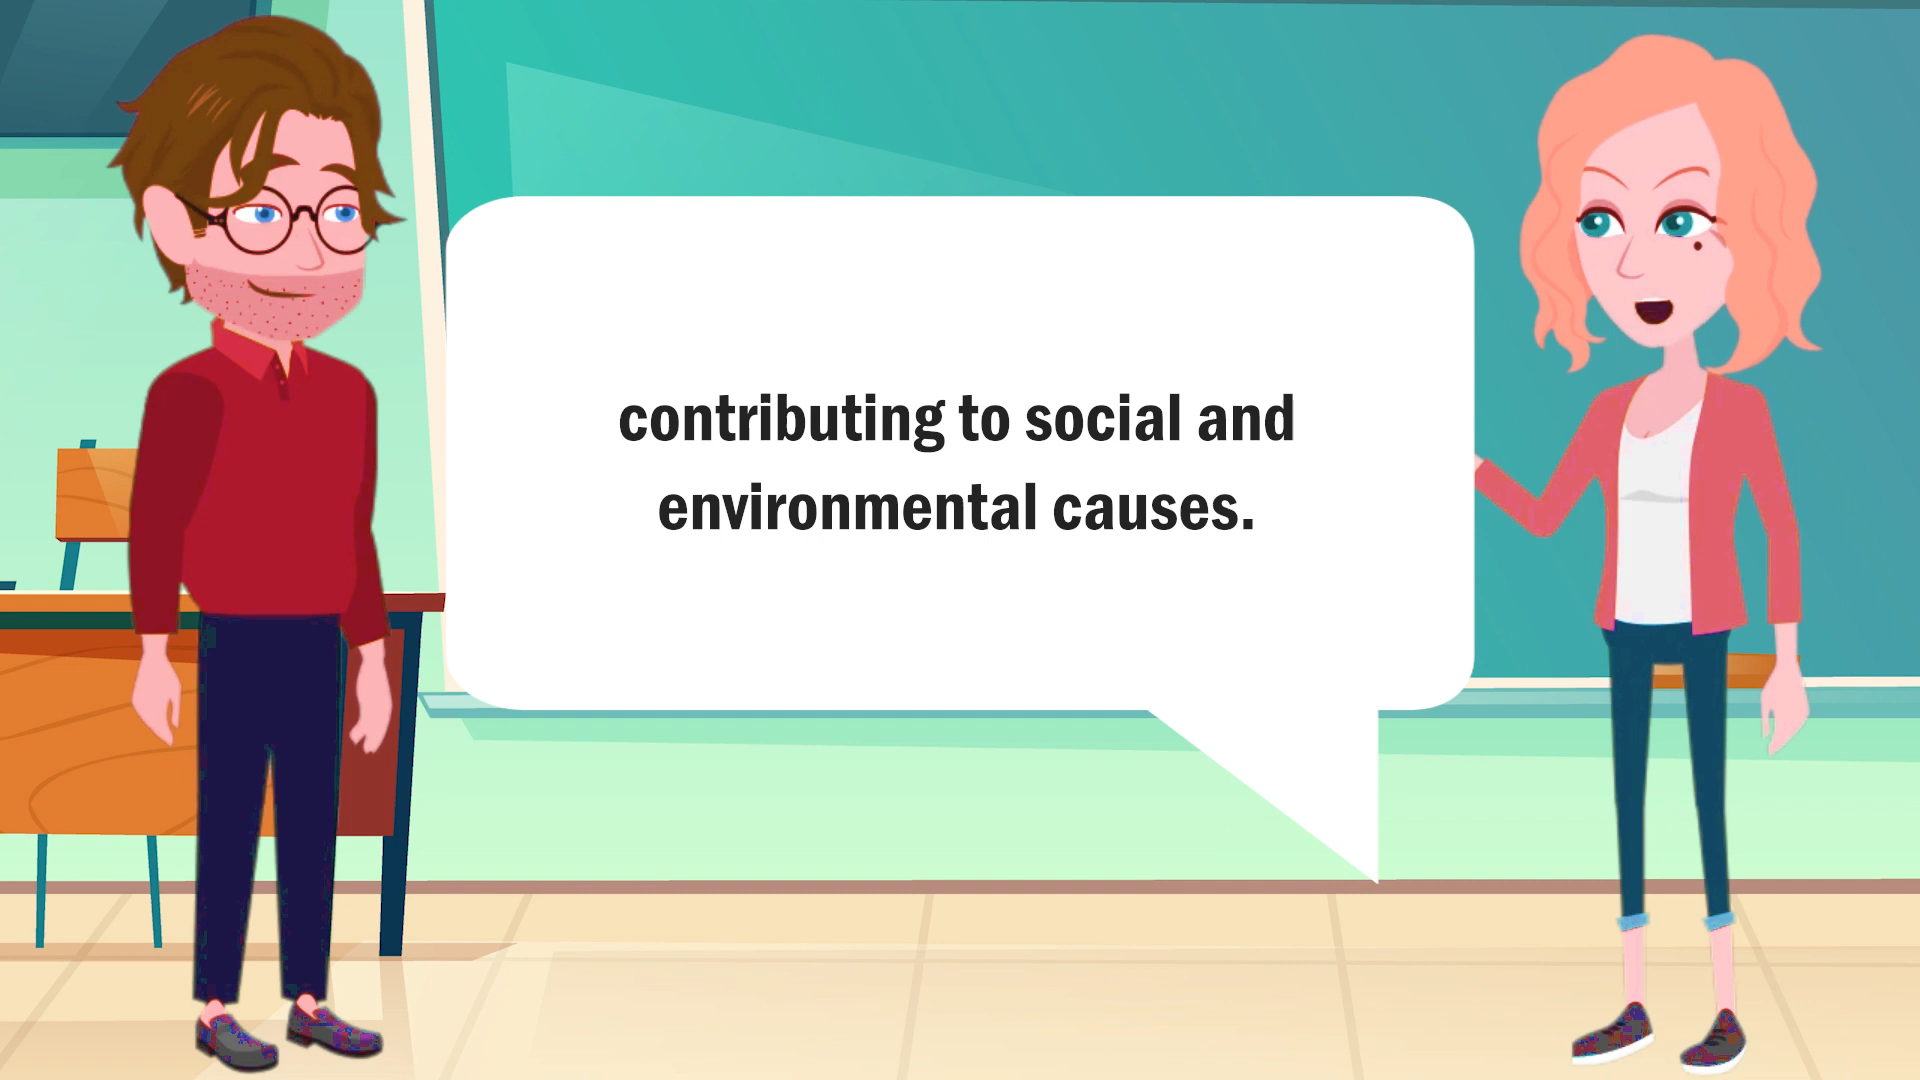 contributing to social and
environmental causes.